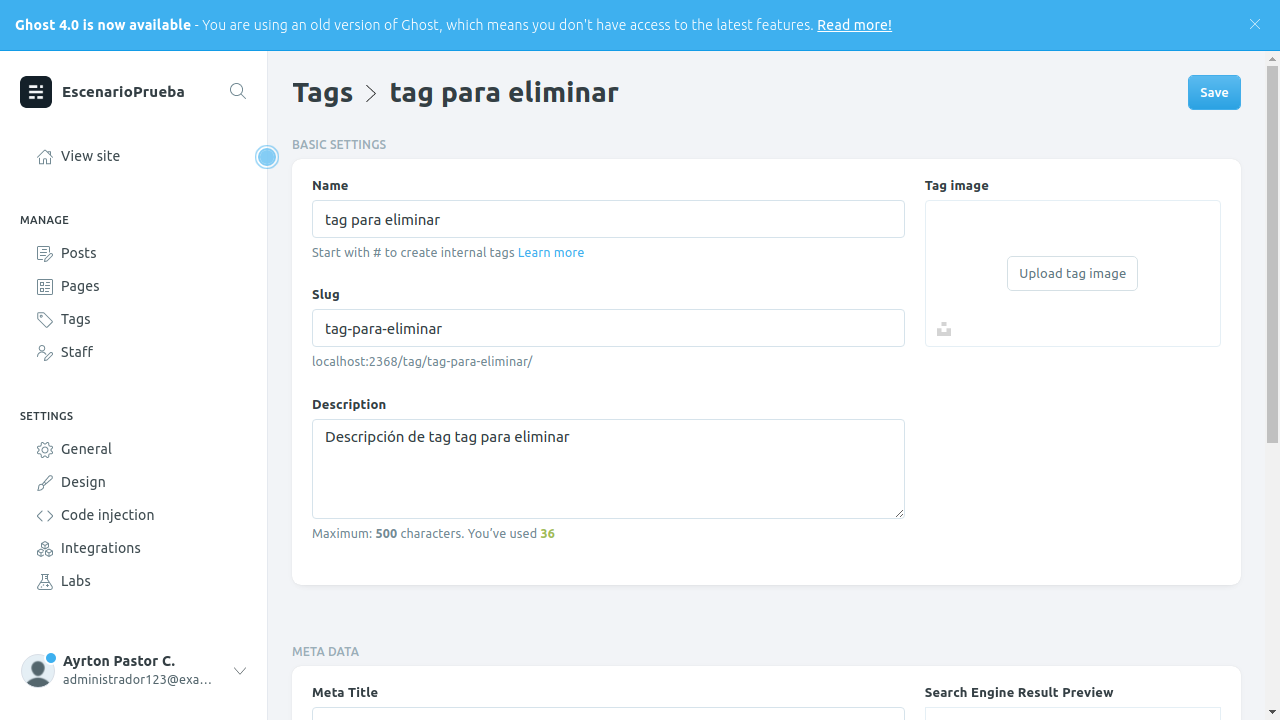 Ghost 4.0 is now available - You are using an old version of Ghost, which means you don't have access to the latest features. Read more!
EscenarioPrueba
View site
MANAGE
Posts
Pages
Tags
Staff
SETTINGS
General
Design
Code injection
Integrations
Labs
Ayrton Pastor C.
administrador123@exa...
Tags > tag para eliminar
Save
BASIC SETTINGS
Name
tag para eliminar
Start with # to create internal tags Learn more
Slug
tag-para-eliminar
localhost:2368/tag/tag-para-eliminar/
Description
Descripción de tag tag para eliminar
Maximum: 500 characters. You've used 36
Tag image
Upload tag image
META DATA
Meta Title
Search Engine Result Preview